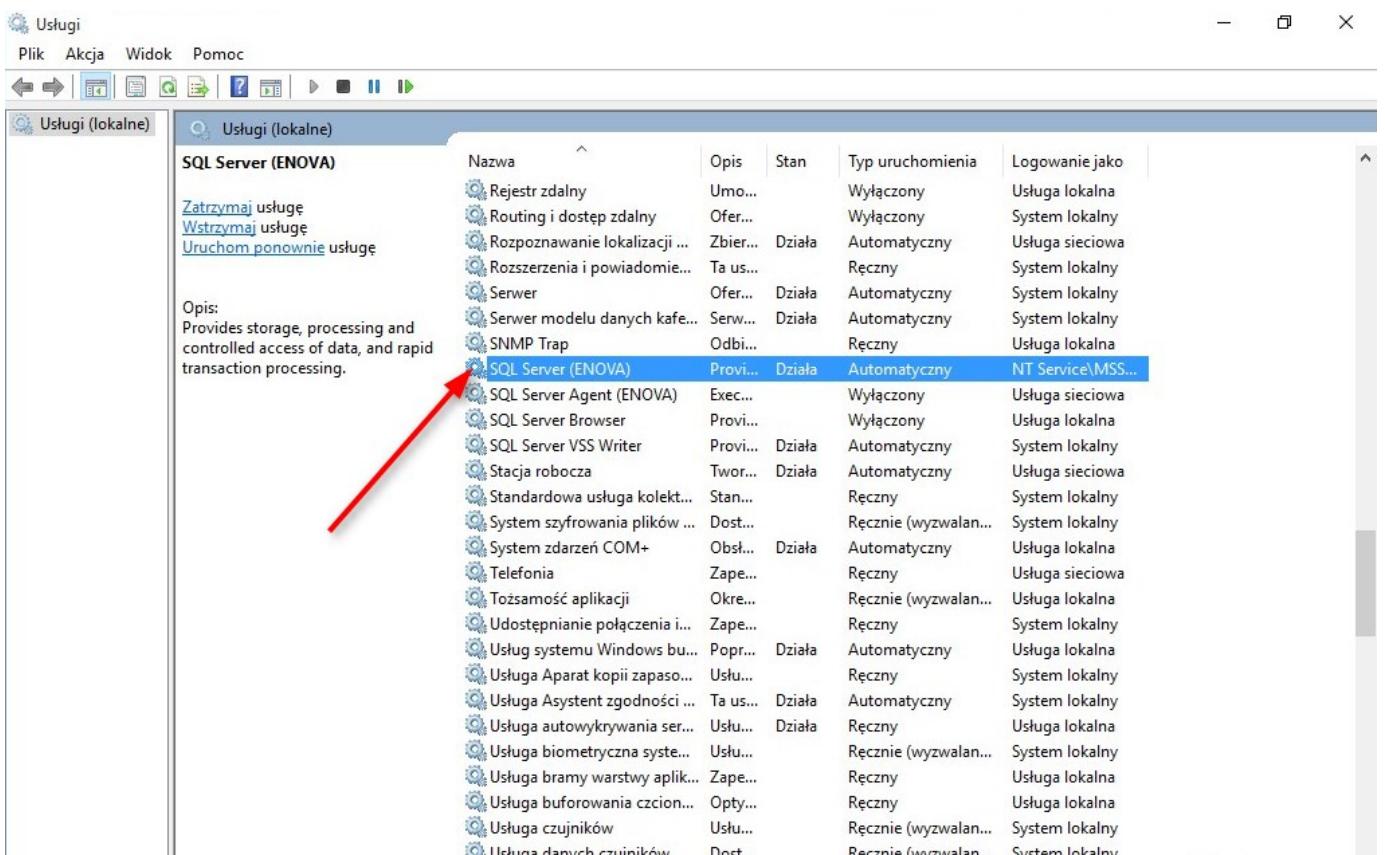 Usługi
Plik Akcja Widok Pomoc
Usługi (lokalne)
Usługi (lokalne)
SQL Server (ENOVA)
Zatrzymaj usługę
Wstrzymaj usługę
Uruchom ponownie usługę
Opis:
Provides storage, processing and
controlled access of data, and rapid
transaction processing.
Nazwa Opis Stan Typ uruchomienia Logowanie jako
Rejestr zdalny Umo... Wyłączony Usługa lokalna
Routing i dostęp zdalny Ofer... Wyłączony System lokalny
Rozpoznawanie lokalizacji ... Zbier... Działa Automatyczny Usługa sieciowa
Rozszerzenia i powiadomie... Ta us... Ręczny System lokalny
Serwer Ofer... Działa Automatyczny System lokalny
Serwer modelu danych kafe... Serw... Działa Automatyczny System lokalny
SNMP Trap Odbi... Ręczny Usługa lokalna
SQL Server (ENOVA) Provi... Działa Automatyczny NT Service\MSS...
SQL Server Agent (ENOVA) Exec... Wyłączony Usługa sieciowa
SQL Server Browser Provi... Wyłączony Usługa lokalna
SQL Server VSS Writer Provi... Działa Automatyczny System lokalny
Stacja robocza Twor... Działa Automatyczny Usługa sieciowa
Standardowa usługa kolekt... Stan... Ręczny System lokalny
System szyfrowania plików ... Dost... Ręcznie (wyzwalan... System lokalny
System zdarzeń COM+ Obsł... Działa Automatyczny Usługa lokalna
Telefonia Zape... Ręczny Usługa sieciowa
Tożsamość aplikacji Okre... Ręcznie (wyzwalan... Usługa lokalna
Udostępnianie połączenia i... Zape... Ręczny System lokalny
Usług systemu Windows bu... Popr... Działa Automatyczny Usługa lokalna
Usługa Aparat kopii zapaso... Usłu... Ręczny System lokalny
Usługa Asystent zgodności ... Ta us... Działa Automatyczny System lokalny
Usługa autowykrywania ser... Usłu... Działa Ręczny Usługa lokalna
Usługa biometryczna syste... Usłu... Ręcznie (wyzwalan... System lokalny
Usługa bramy warstwy aplik... Zape... Ręczny Usługa lokalna
Usługa buforowania czcion... Opty... Ręczny Usługa lokalna
Usługa czujników Usłu... Ręcznie (wyzwalan... System lokalny
Usługa danych czujników Dost... Ręcznie (wyzwalan... System lokalny